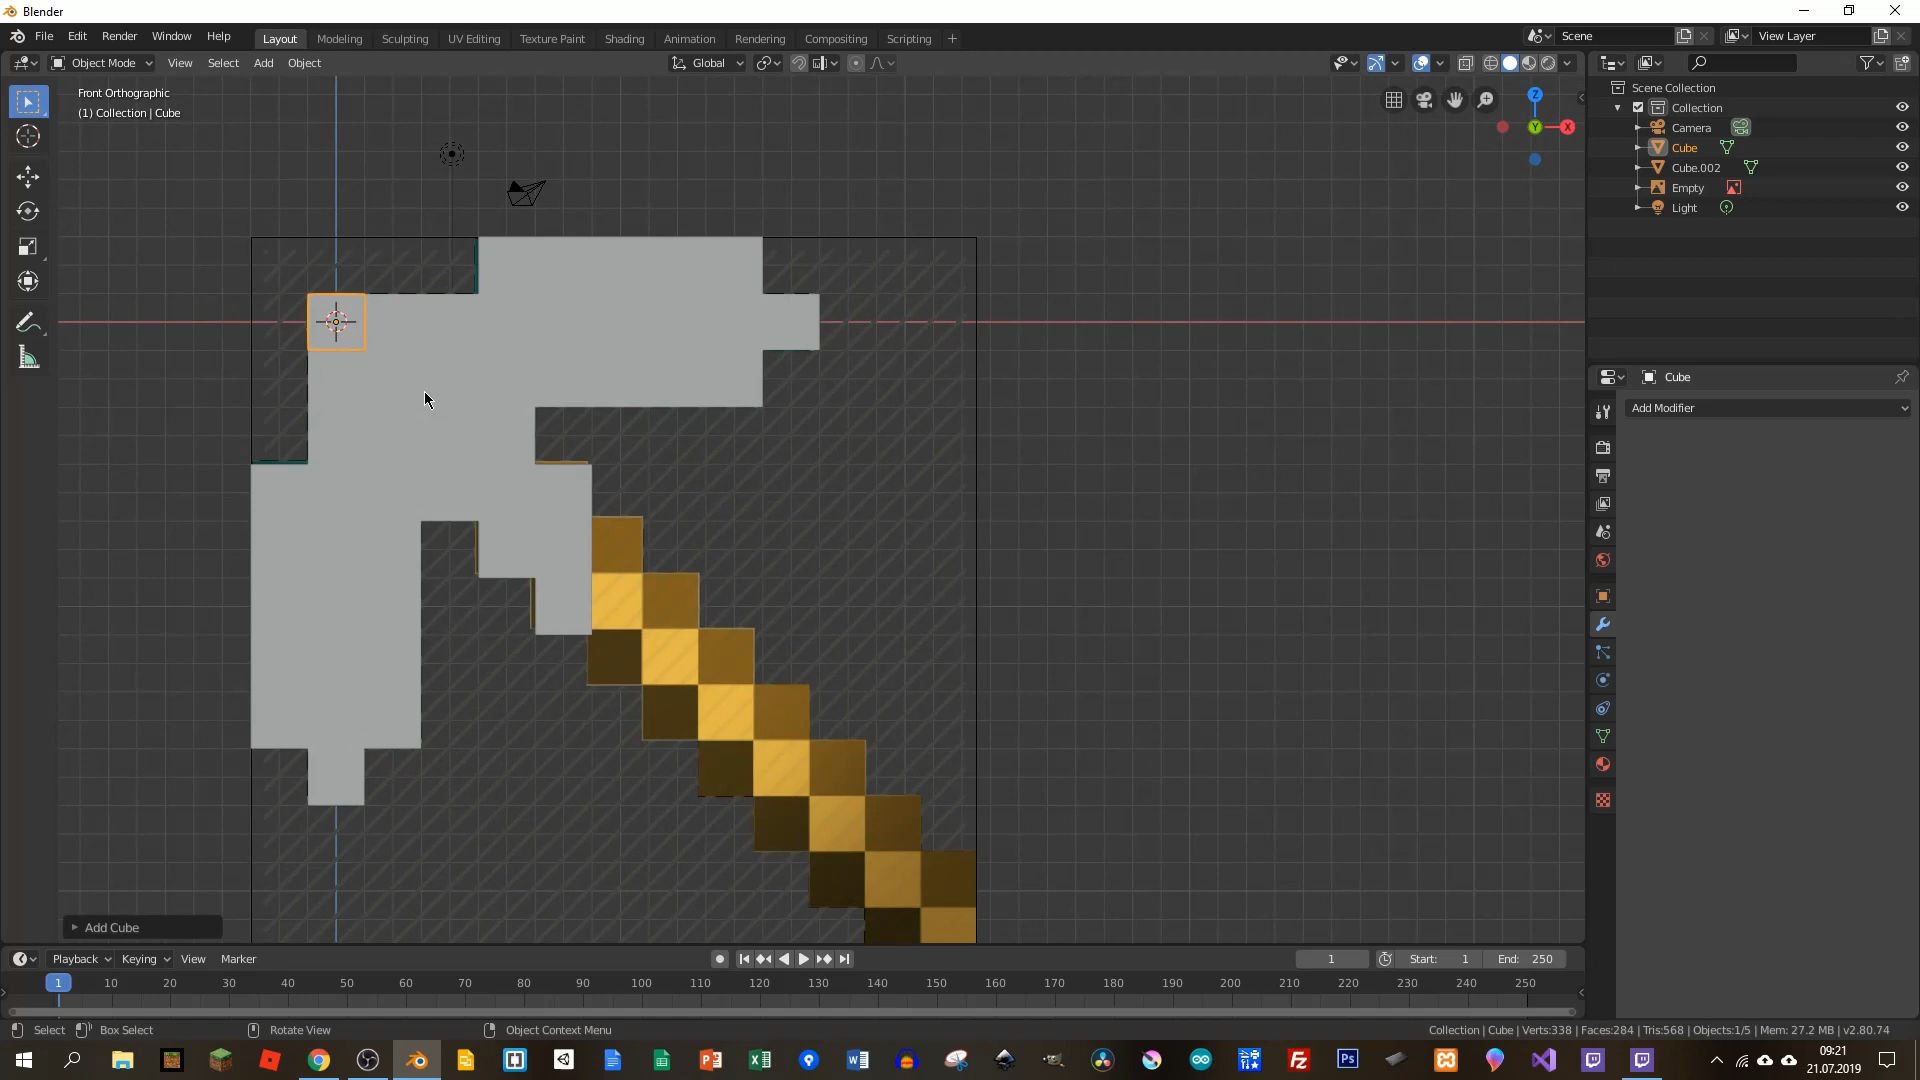 Blender
File Edit Render Window Help
Layout Modeling Sculpting UV Editing Texture Paint Shading Animation Rendering Compositing Scripting +
Scene
View Layer
Object Mode View Select Add Object
Global
Front Orthographic
(1) Collection | Cube
Z
Y
X
Scene Collection
Collection
Camera
Cube
Cube.002
Empty
Light
Cube
Add Modifier
Add Cube
Playback Keying View Marker
1
Start: 1
End: 250
1 10 20 30 40 50 60 70 80 90 100 110 120 130 140 150 160 170 180 190 200 210 220 230 240 250
Select Box Select Rotate View Object Context Menu
Collection | Cube | Verts:338 | Faces:284 | Tris:568 | Objects:1/5 | Mem: 27.2 MB | v2.80.74
09:21
21.07.2019